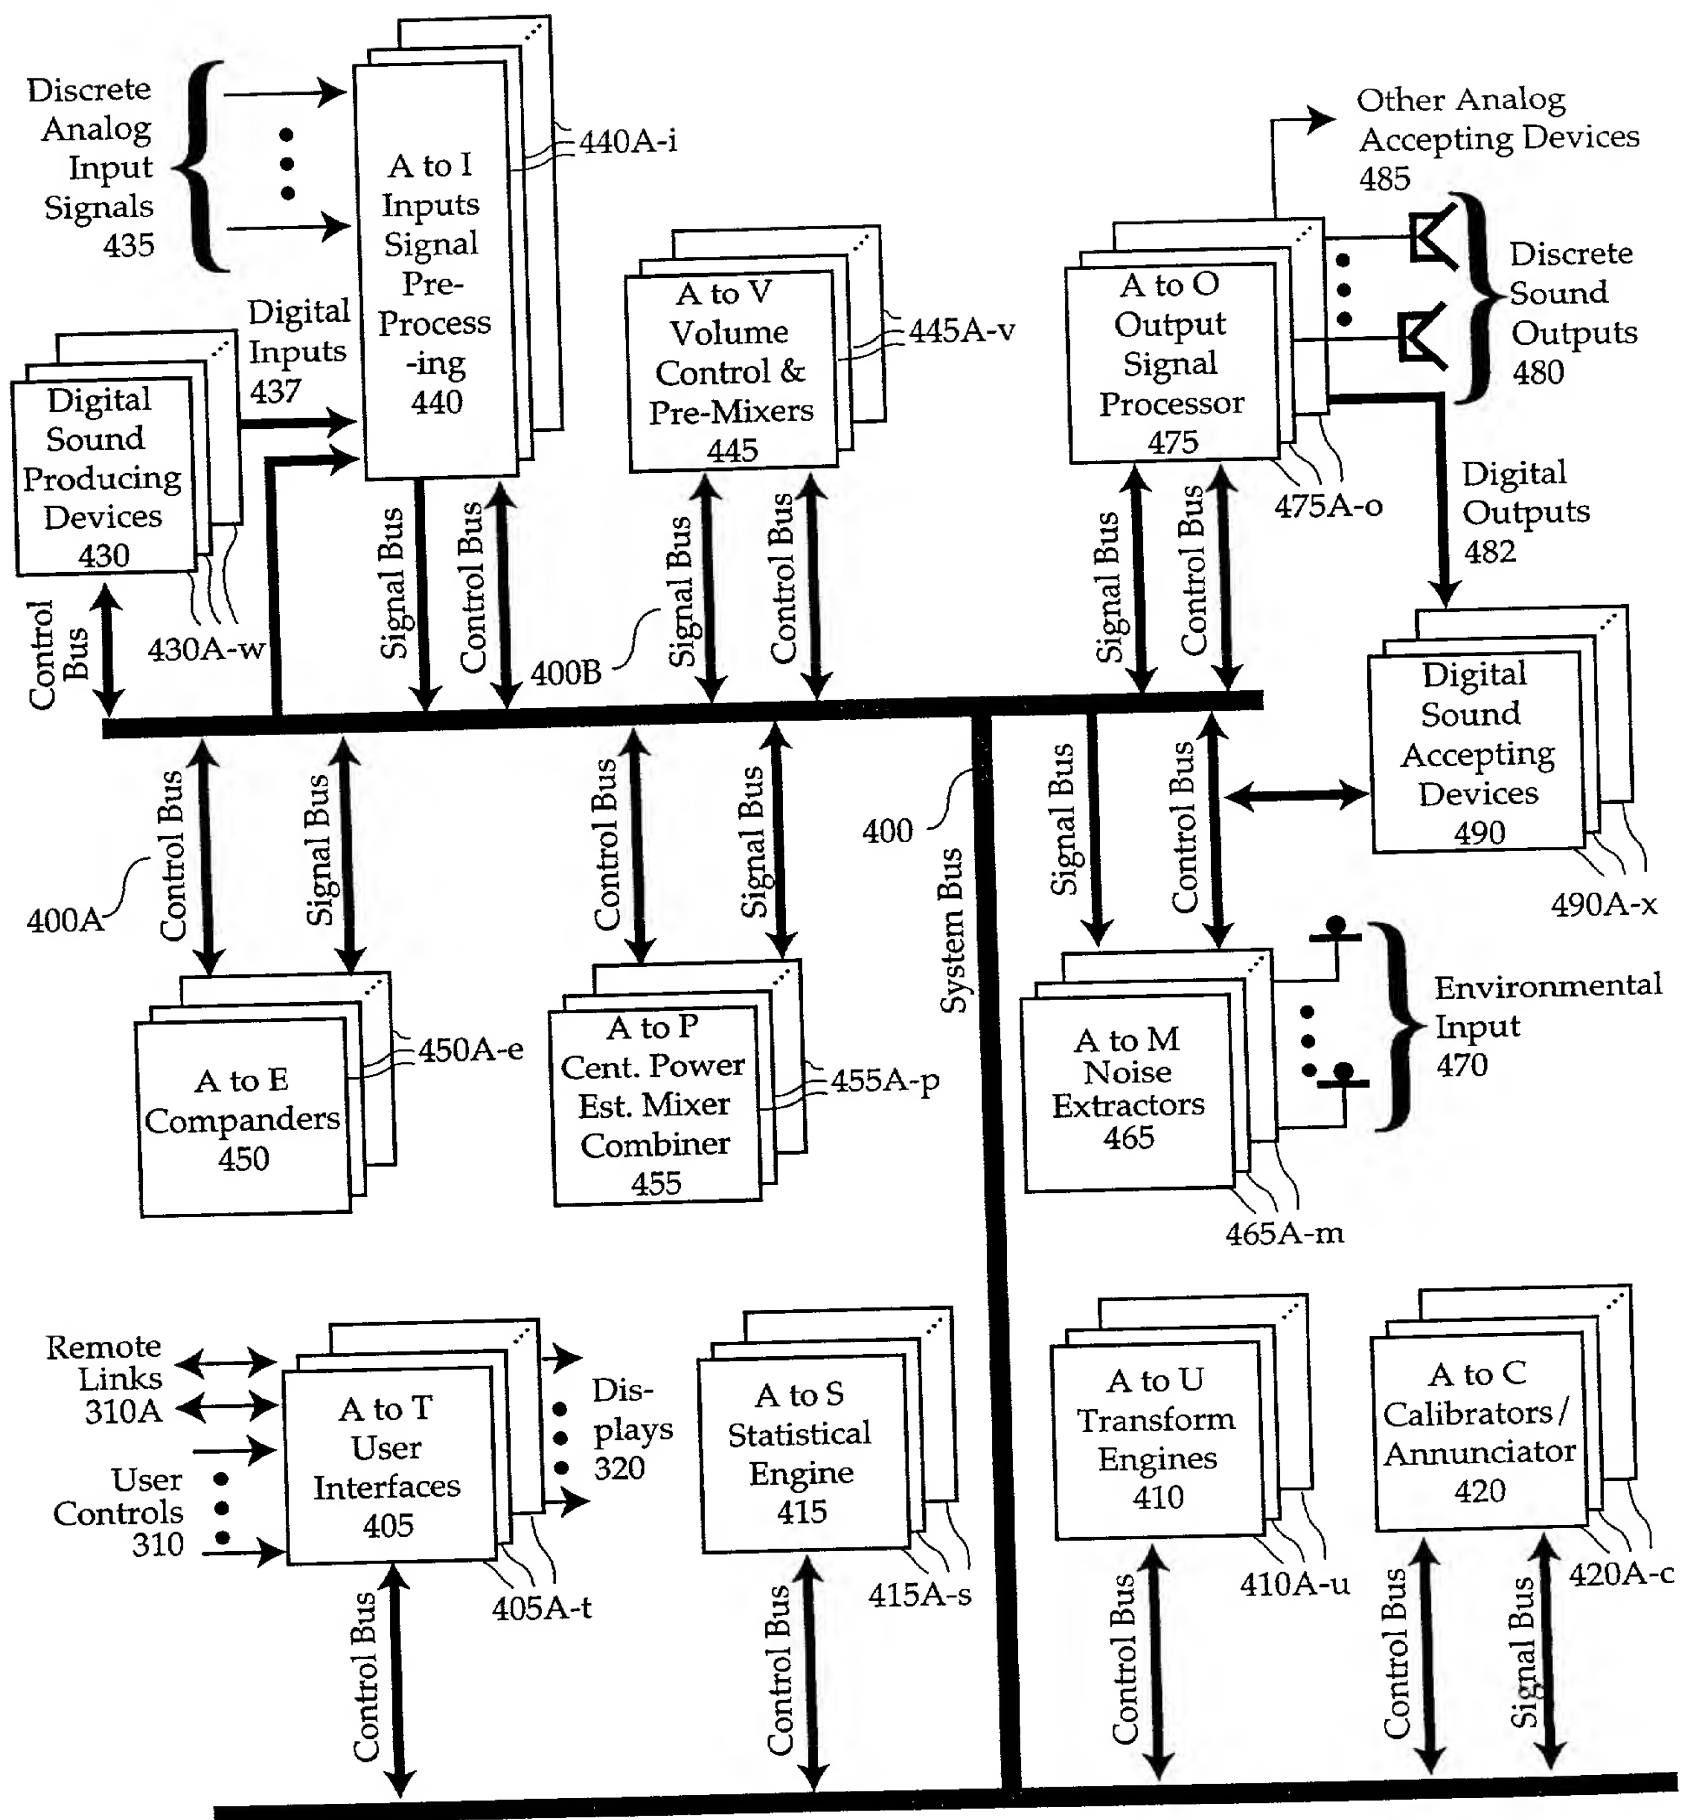 Discrete
Analog
Input
Signals
435
A to I
Inputs
Signal
Pre-
Process
-ing
440
440A-i
Digital
Inputs
437
Digital
Sound
Producing
Devices
430
430A-w
Control
Bus
Signal Bus
Control Bus
A to V
Volume
Control &
Pre-Mixers
445
445A-v
400B
Signal Bus
Control Bus
Other Analog
Accepting Devices
485
A to O
Output
Signal
Processor
475
475A-o
Discrete
Sound
Outputs
480
Digital
Outputs
482
Signal Bus
Control Bus
Digital
Sound
Accepting
Devices
490
490A-x
400A
Control Bus
Signal Bus
A to E
Companders
450
450A-e
Control Bus
Signal Bus
A to P
Cent. Power
Est. Mixer
Combiner
455
455A-p
400
System Bus
Signal Bus
Control Bus
A to M
Noise
Extractors
465
465A-m
Environmental
Input
470
Remote
Links
310A
User
Controls
310
A to T
User
Interfaces
405
405A-t
Dis-
plays
320
Control Bus
A to S
Statistical
Engine
415
415A-s
Control Bus
A to U
Transform
Engines
410
410A-u
Control Bus
A to C
Calibrators/
Annunciator
420
420A-c
Control Bus
Signal Bus